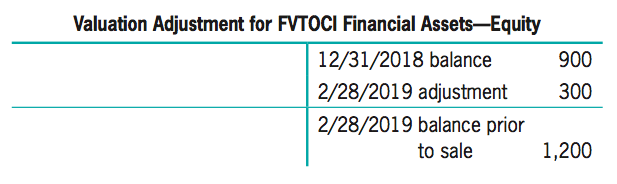 Valuation Adjustment for FVTOCI Financial Assets—Equity
12/31/2018 balance 900
2/28/2019 adjustment 300
2/28/2019 balance prior
to sale 1,200